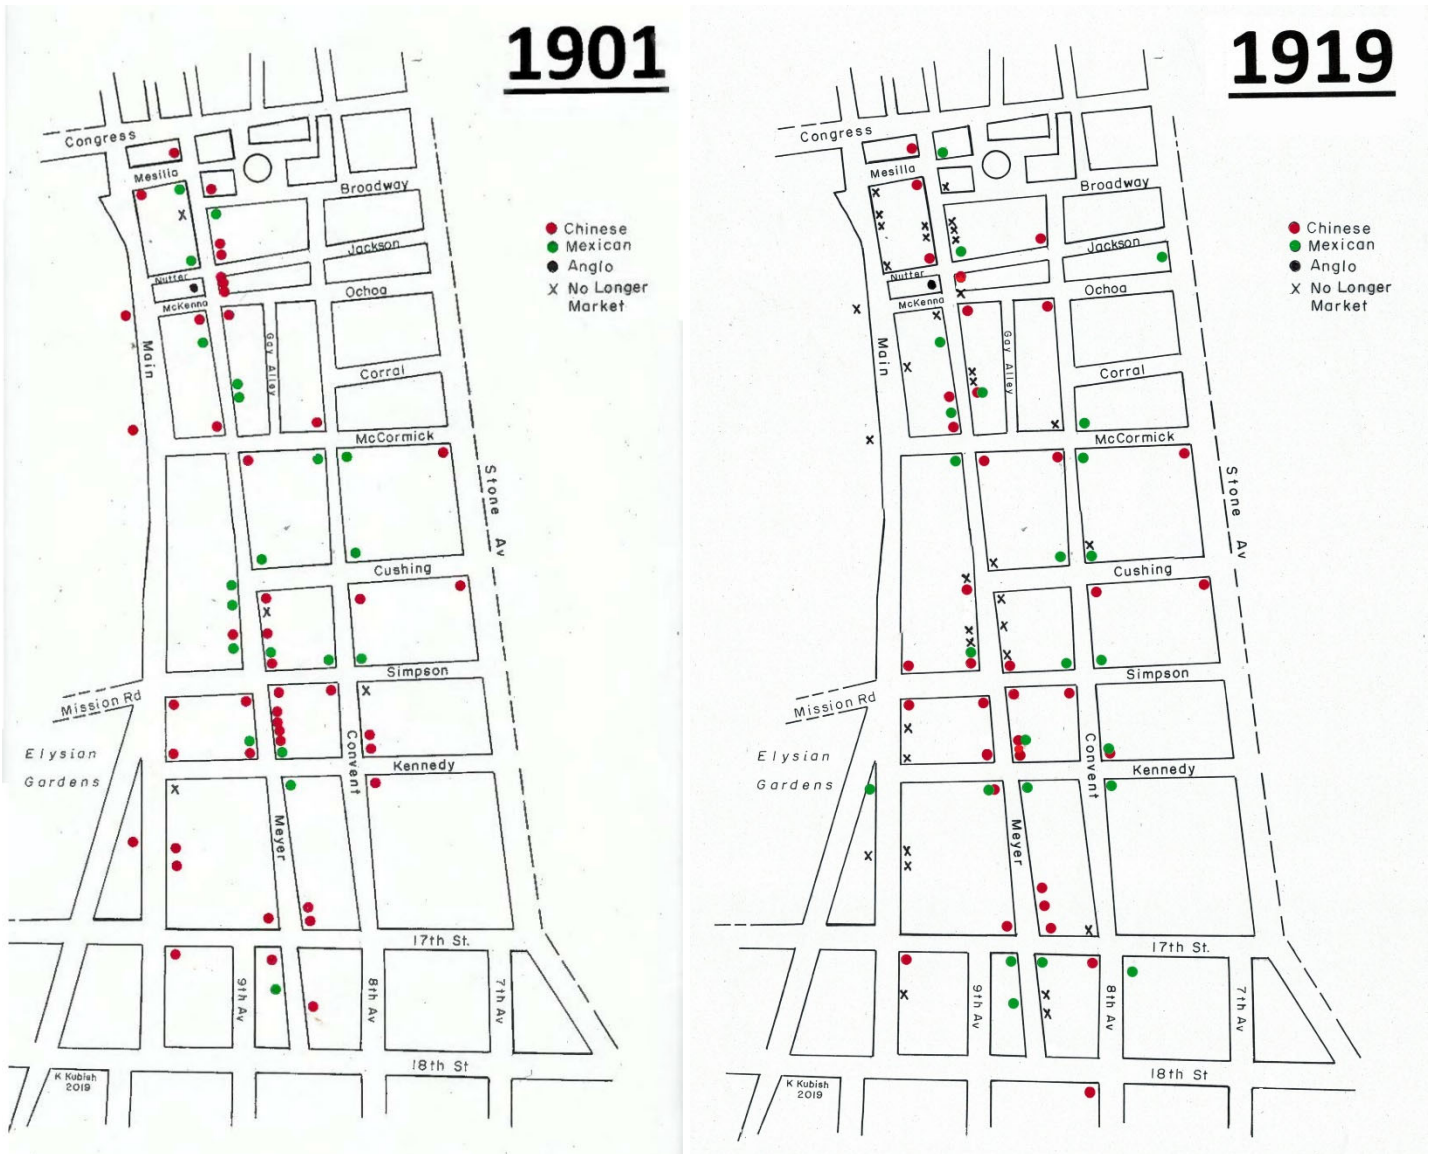 1901
Congress
Mesilla
Broadway
Jackson
Nutter
Ochoa
McKenna
Main
Gay Alley
Corral
McCormick
Stone Av
Cushing
Simpson
Mission Rd
Elysian
Gardens
Convent
Kennedy
Meyer
17th St.
9th Av
8th Av
7th Av
18th St
K Kubish
2019
Chinese
Mexican
Anglo
x No Longer
Market
1919
Congress
Mesilla
Broadway
Jackson
Nutter
Ochoa
McKenna
Main
Gay Alley
Corral
McCormick
Stone Av
Cushing
Simpson
Mission Rd
Elysian
Gardens
Convent
Kennedy
Meyer
17th St.
9th Av
8th Av
7th Av
18th St
K Kubish
2019
Chinese
Mexican
Anglo
x No Longer
Market